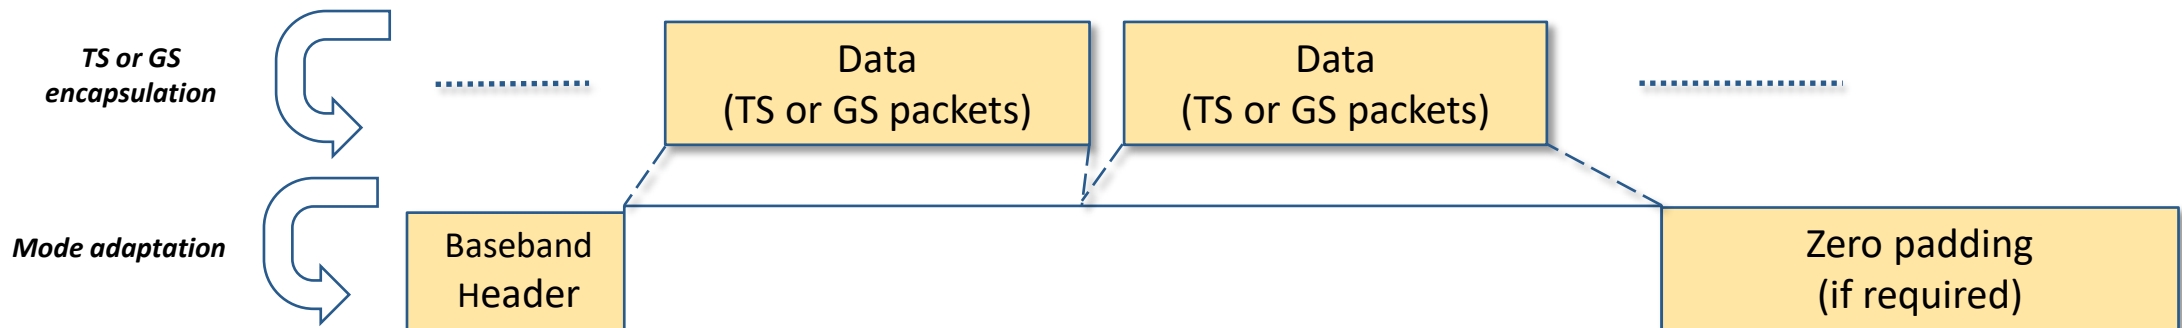 TS or GS
encapsulation
Data
(TS or GS packets)
Data
(TS or GS packets)
Mode adaptation
Baseband
Header
Zero padding
(if required)